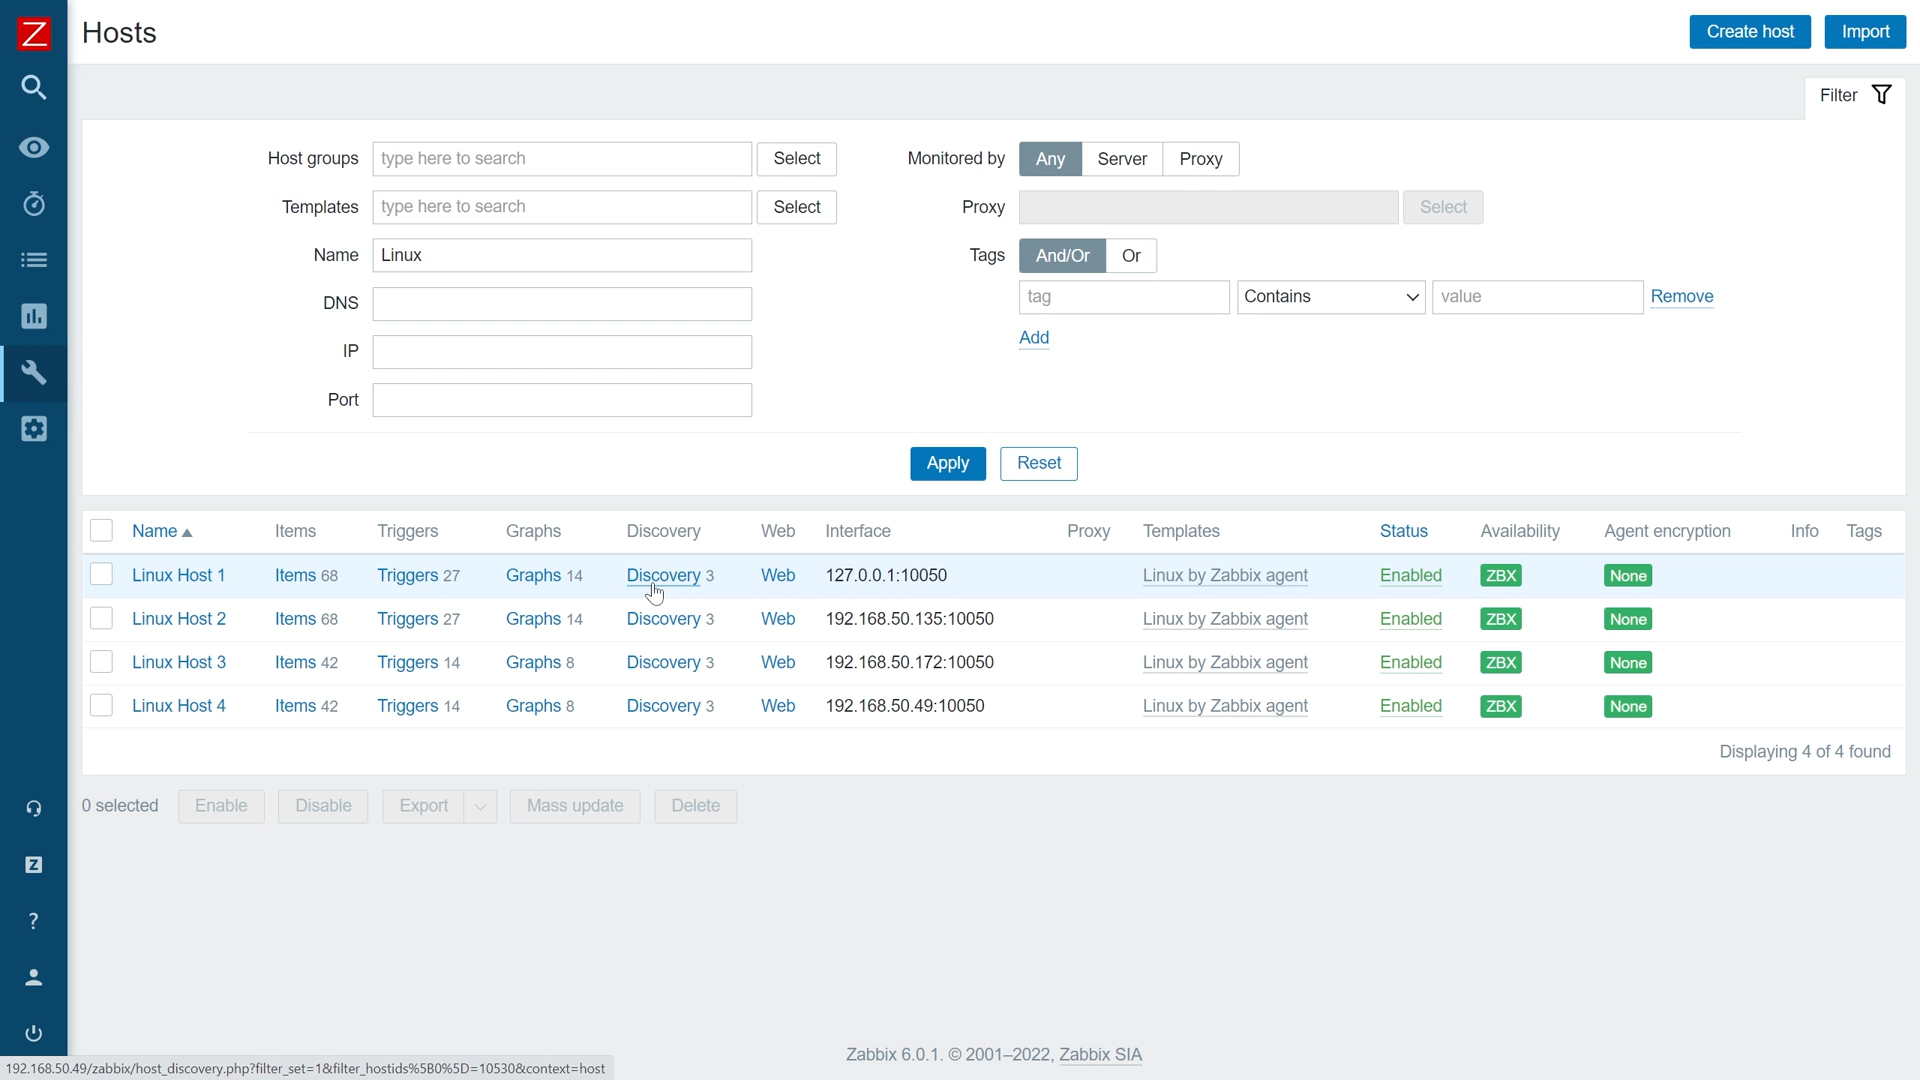 Z
Hosts
Create host
Import
Filter
Host groups type here to search Select
Monitored by Any Server Proxy
Templates type here to search Select
Proxy Select
Name Linux
Tags And/Or Or
DNS
tag Contains value Remove
Add
IP
Port
Apply Reset
Name Items Triggers Graphs Discovery Web Interface Proxy Templates Status Availability Agent encryption Info Tags
Linux Host 1 Items 68 Triggers 27 Graphs 14 Discovery 3 Web 127.0.0.1:10050 Linux by Zabbix agent Enabled ZBX None
Linux Host 2 Items 68 Triggers 27 Graphs 14 Discovery 3 Web 192.168.50.135:10050 Linux by Zabbix agent Enabled ZBX None
Linux Host 3 Items 42 Triggers 14 Graphs 8 Discovery 3 Web 192.168.50.172:10050 Linux by Zabbix agent Enabled ZBX None
Linux Host 4 Items 42 Triggers 14 Graphs 8 Discovery 3 Web 192.168.50.49:10050 Linux by Zabbix agent Enabled ZBX None
Displaying 4 of 4 found
0 selected Enable Disable Export Mass update Delete
Z
?
Zabbix 6.0.1. © 2001–2022, Zabbix SIA
192.168.50.49/zabbix/host_discovery.php?filter_set=1&filter_hostids%5B0%5D=10530&context=host